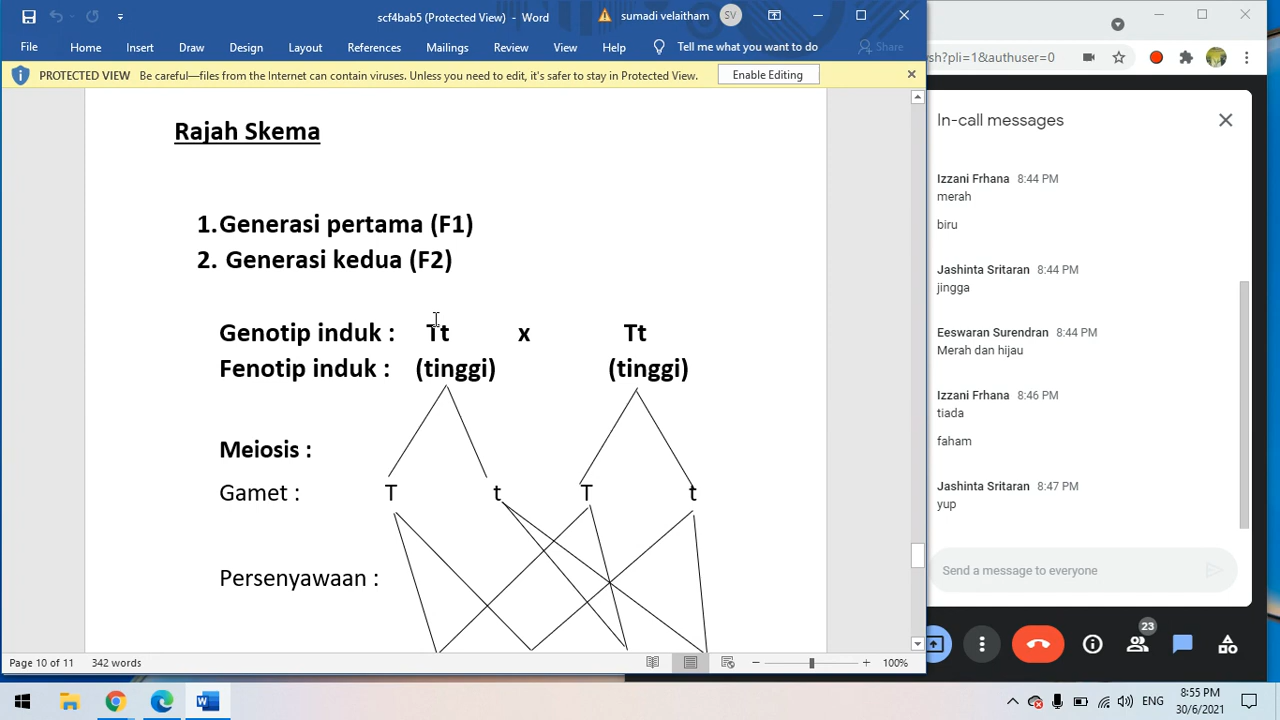 scf4bab5 (Protected View) - Word
sumadi velaitham
SV
File Home Insert Draw Design Layout References Mailings Review View Help Tell me what you want to do Share
PROTECTED VIEW Be careful—files from the Internet can contain viruses. Unless you need to edit, it's safer to stay in Protected View. Enable Editing
Rajah Skema
1.Generasi pertama (F1)
2. Generasi kedua (F2)
Genotip induk : Tt x Tt
Fenotip induk : (tinggi) (tinggi)
Meiosis :
Gamet : T t T t
Persenyawaan :
Page 10 of 11 342 words
100%
sh?pli=1&authuser=0
In-call messages
Izzani Frhana 8:44 PM
merah
biru
Jashinta Sritaran 8:44 PM
jingga
Eeswaran Surendran 8:44 PM
Merah dan hijau
Izzani Frhana 8:46 PM
tiada
faham
Jashinta Sritaran 8:47 PM
yup
Send a message to everyone
23
ENG
8:55 PM
30/6/2021